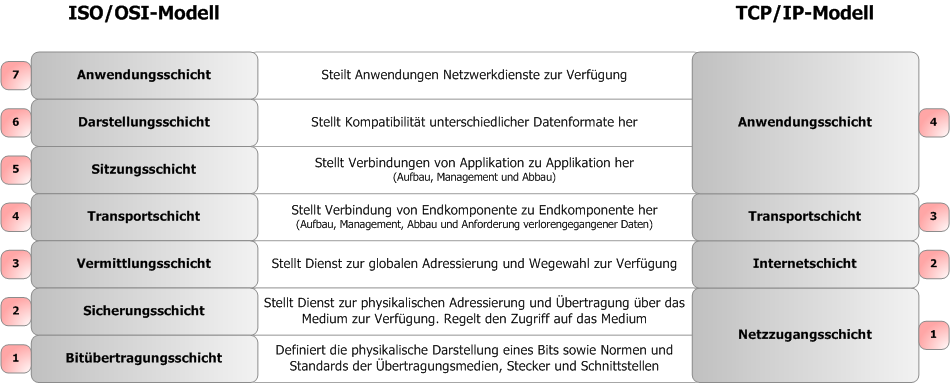 ISO/OSI-Modell
TCP/IP-Modell
7
Anwendungsschicht
Steilt Anwendungen Netzwerkdienste zur Verfügung
6
Darstellungsschicht
Stellt Kompatibilität unterschiedlicher Datenformate her
Anwendungsschicht
4
5
Sitzungsschicht
Stellt Verbindungen von Applikation zu Applikation her
(Aufbau, Management und Abbau)
4
Transportschicht
Stellt Verbindung von Endkomponente zu Endkomponente her
(Aufbau, Management, Abbau und Anforderung verlorengegangener Daten)
Transportschicht
3
3
Vermittlungsschicht
Stellt Dienst zur globalen Adressierung und Wegewahl zur Verfügung
Internetschicht
2
2
Sicherungsschicht
Stellt Dienst zur physikalischen Adressierung und Übertragung über das
Medium zur Verfügung. Regelt den Zugriff auf das Medium
Netzzugangsschicht
1
1
Bitübertragungsschicht
Definiert die physikalische Darstellung eines Bits sowie Normen und
Standards der Übertragungsmedien, Stecker und Schnittstellen